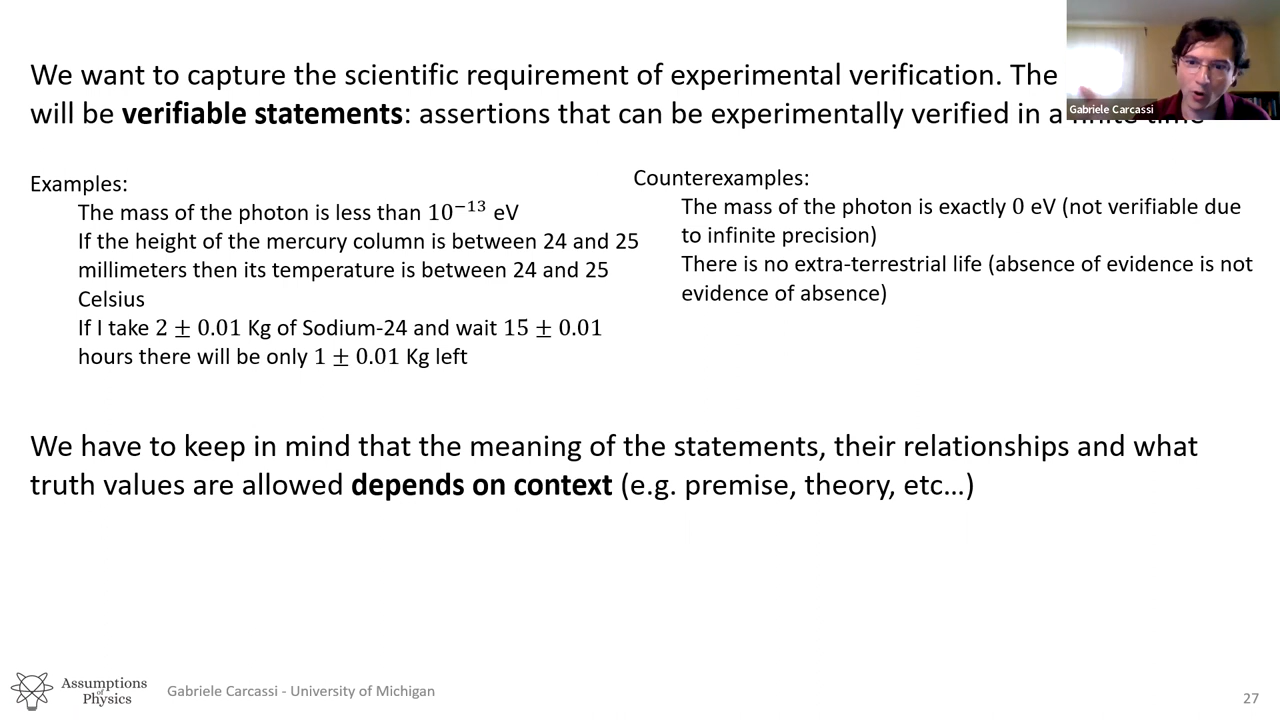 We want to capture the scientific requirement of experimental verification. The
will be verifiable statements: assertions that can be experimentally verified in a finite time
Gabriele Carcassi
Examples:
The mass of the photon is less than 10⁻¹³ eV
If the height of the mercury column is between 24 and 25
millimeters then its temperature is between 24 and 25
Celsius
If I take 2 ± 0.01 Kg of Sodium-24 and wait 15 ± 0.01
hours there will be only 1 ± 0.01 Kg left
Counterexamples:
The mass of the photon is exactly 0 eV (not verifiable due
to infinite precision)
There is no extra-terrestrial life (absence of evidence is not
evidence of absence)
We have to keep in mind that the meaning of the statements, their relationships and what
truth values are allowed depends on context (e.g. premise, theory, etc…)
Assumptions
of
Physics
Gabriele Carcassi - University of Michigan
27